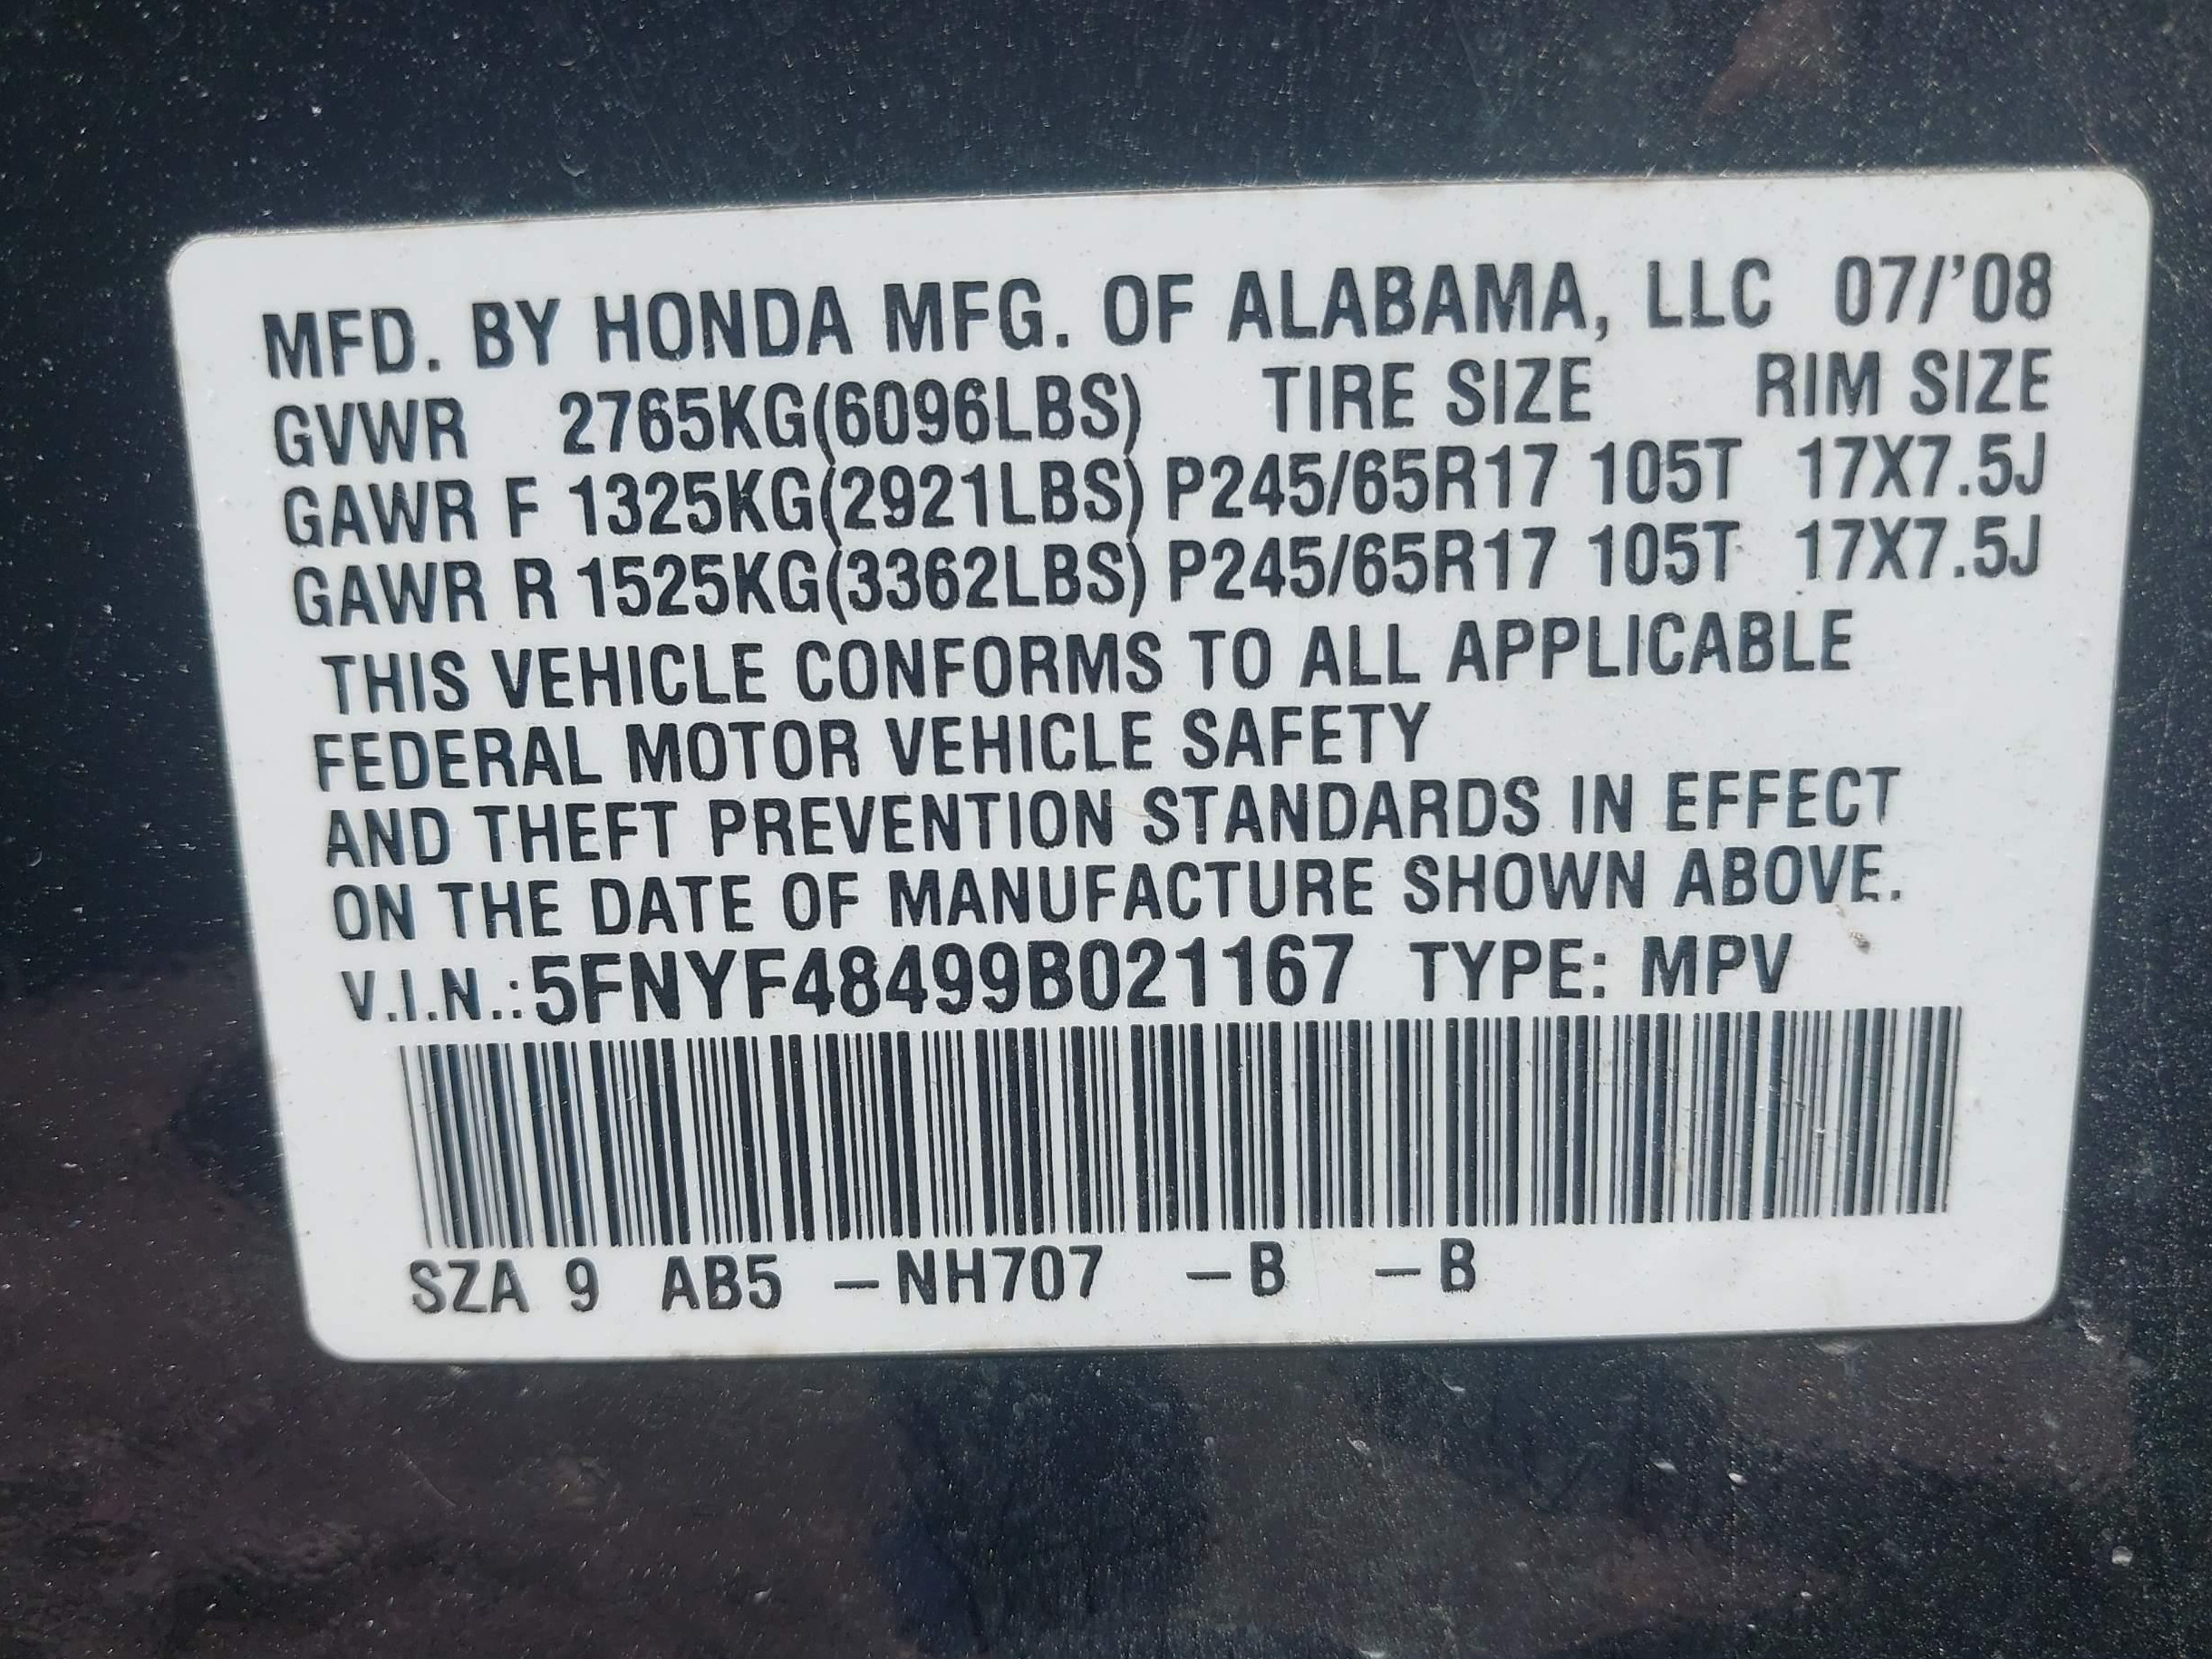 MFD. BY HONDA MFG. OF ALABAMA, LLC 07/'08
GVWR 2765KG(6096LBS) TIRE SIZE RIM SIZE
GAWR F 1325KG(2921LBS) P245/65R17 105T 17X7.5J
GAWR R 1525KG(3362LBS) P245/65R17 105T 17X7.5J
THIS VEHICLE CONFORMS TO ALL APPLICABLE
FEDERAL MOTOR VEHICLE SAFETY
AND THEFT PREVENTION STANDARDS IN EFFECT
ON THE DATE OF MANUFACTURE SHOWN ABOVE.
V.I.N.: 5FNYF48499B021167 TYPE: MPV
SZA 9 AB5 –NH707 –B –B